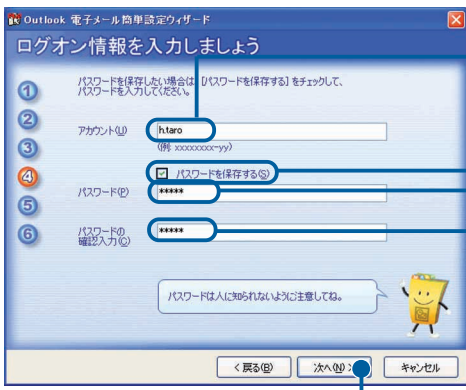 Outlook 電子メール簡単設定ウィザード
ログオン情報を入力しましょう
パスワードを保存したい場合は、[パスワードを保存する] をチェックして、
パスワードを入力してください。
アカウント(U)
h.taro
(例: xxxxxxxx-yy)
パスワードを保存する(S)
パスワード(P)
*****
パスワードの
確認入力(C)
*****
1
2
3
4
5
6
パスワードは人に知られないように注意してね。
< 戻る(B)
次へ(N) >
キャンセル